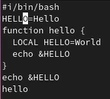 #!/bin/bash
HELLO=Hello
function hello {
LOCAL HELLO=World
echo &HELLO
}
echo &HELLO
hello